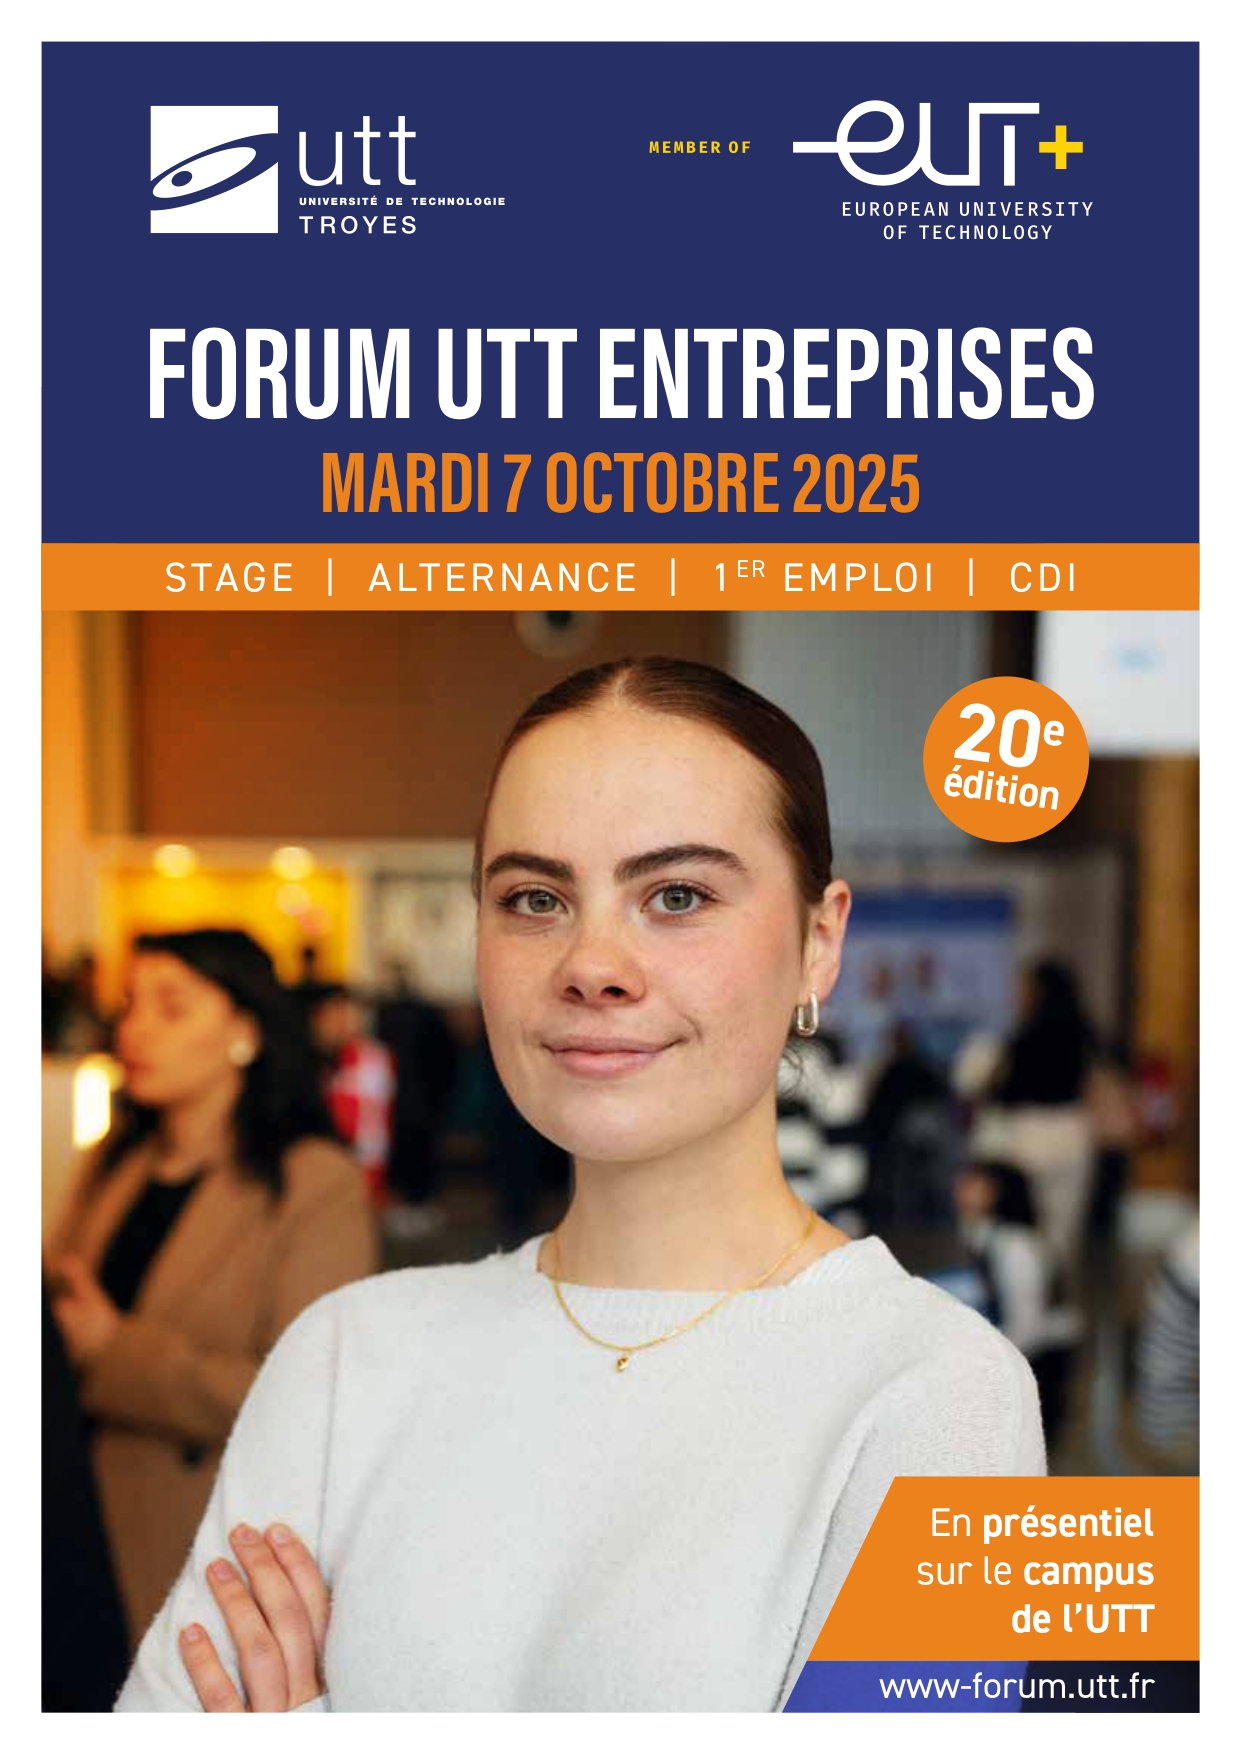 utt
UNIVERSITÉ DE TECHNOLOGIE
TROYES
MEMBER OF
eut+
EUROPEAN UNIVERSITY
OF TECHNOLOGY
FORUM UTT ENTREPRISES
MARDI 7 OCTOBRE 2025
STAGE | ALTERNANCE | 1ER EMPLOI | CDI
20e
édition
En présentiel
sur le campus
de l’UTT
www-forum.utt.fr